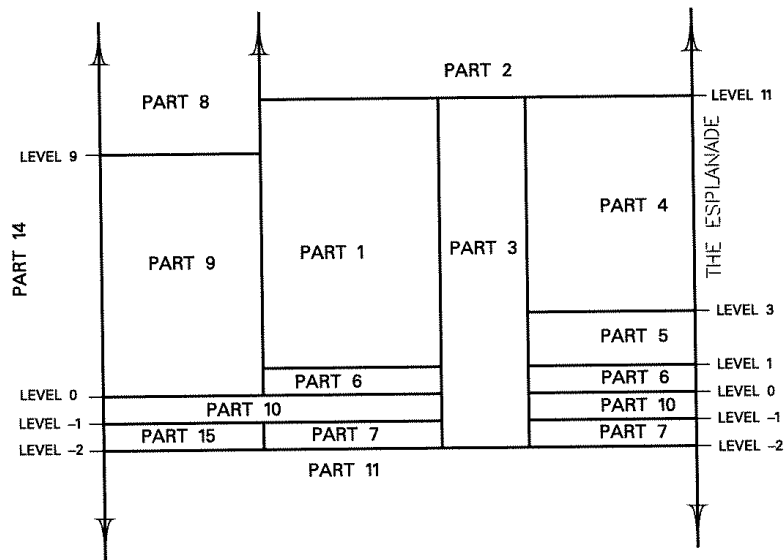 PART 2
PART 8
LEVEL 11
LEVEL 9
PART 14
PART 9
PART 1
PART 3
PART 4
THE ESPLANADE
LEVEL 3
PART 5
LEVEL 1
PART 6
PART 6
LEVEL 0
LEVEL 0
PART 10
PART 10
LEVEL -1
LEVEL -1
PART 15
PART 7
PART 7
LEVEL -2
LEVEL -2
PART 11